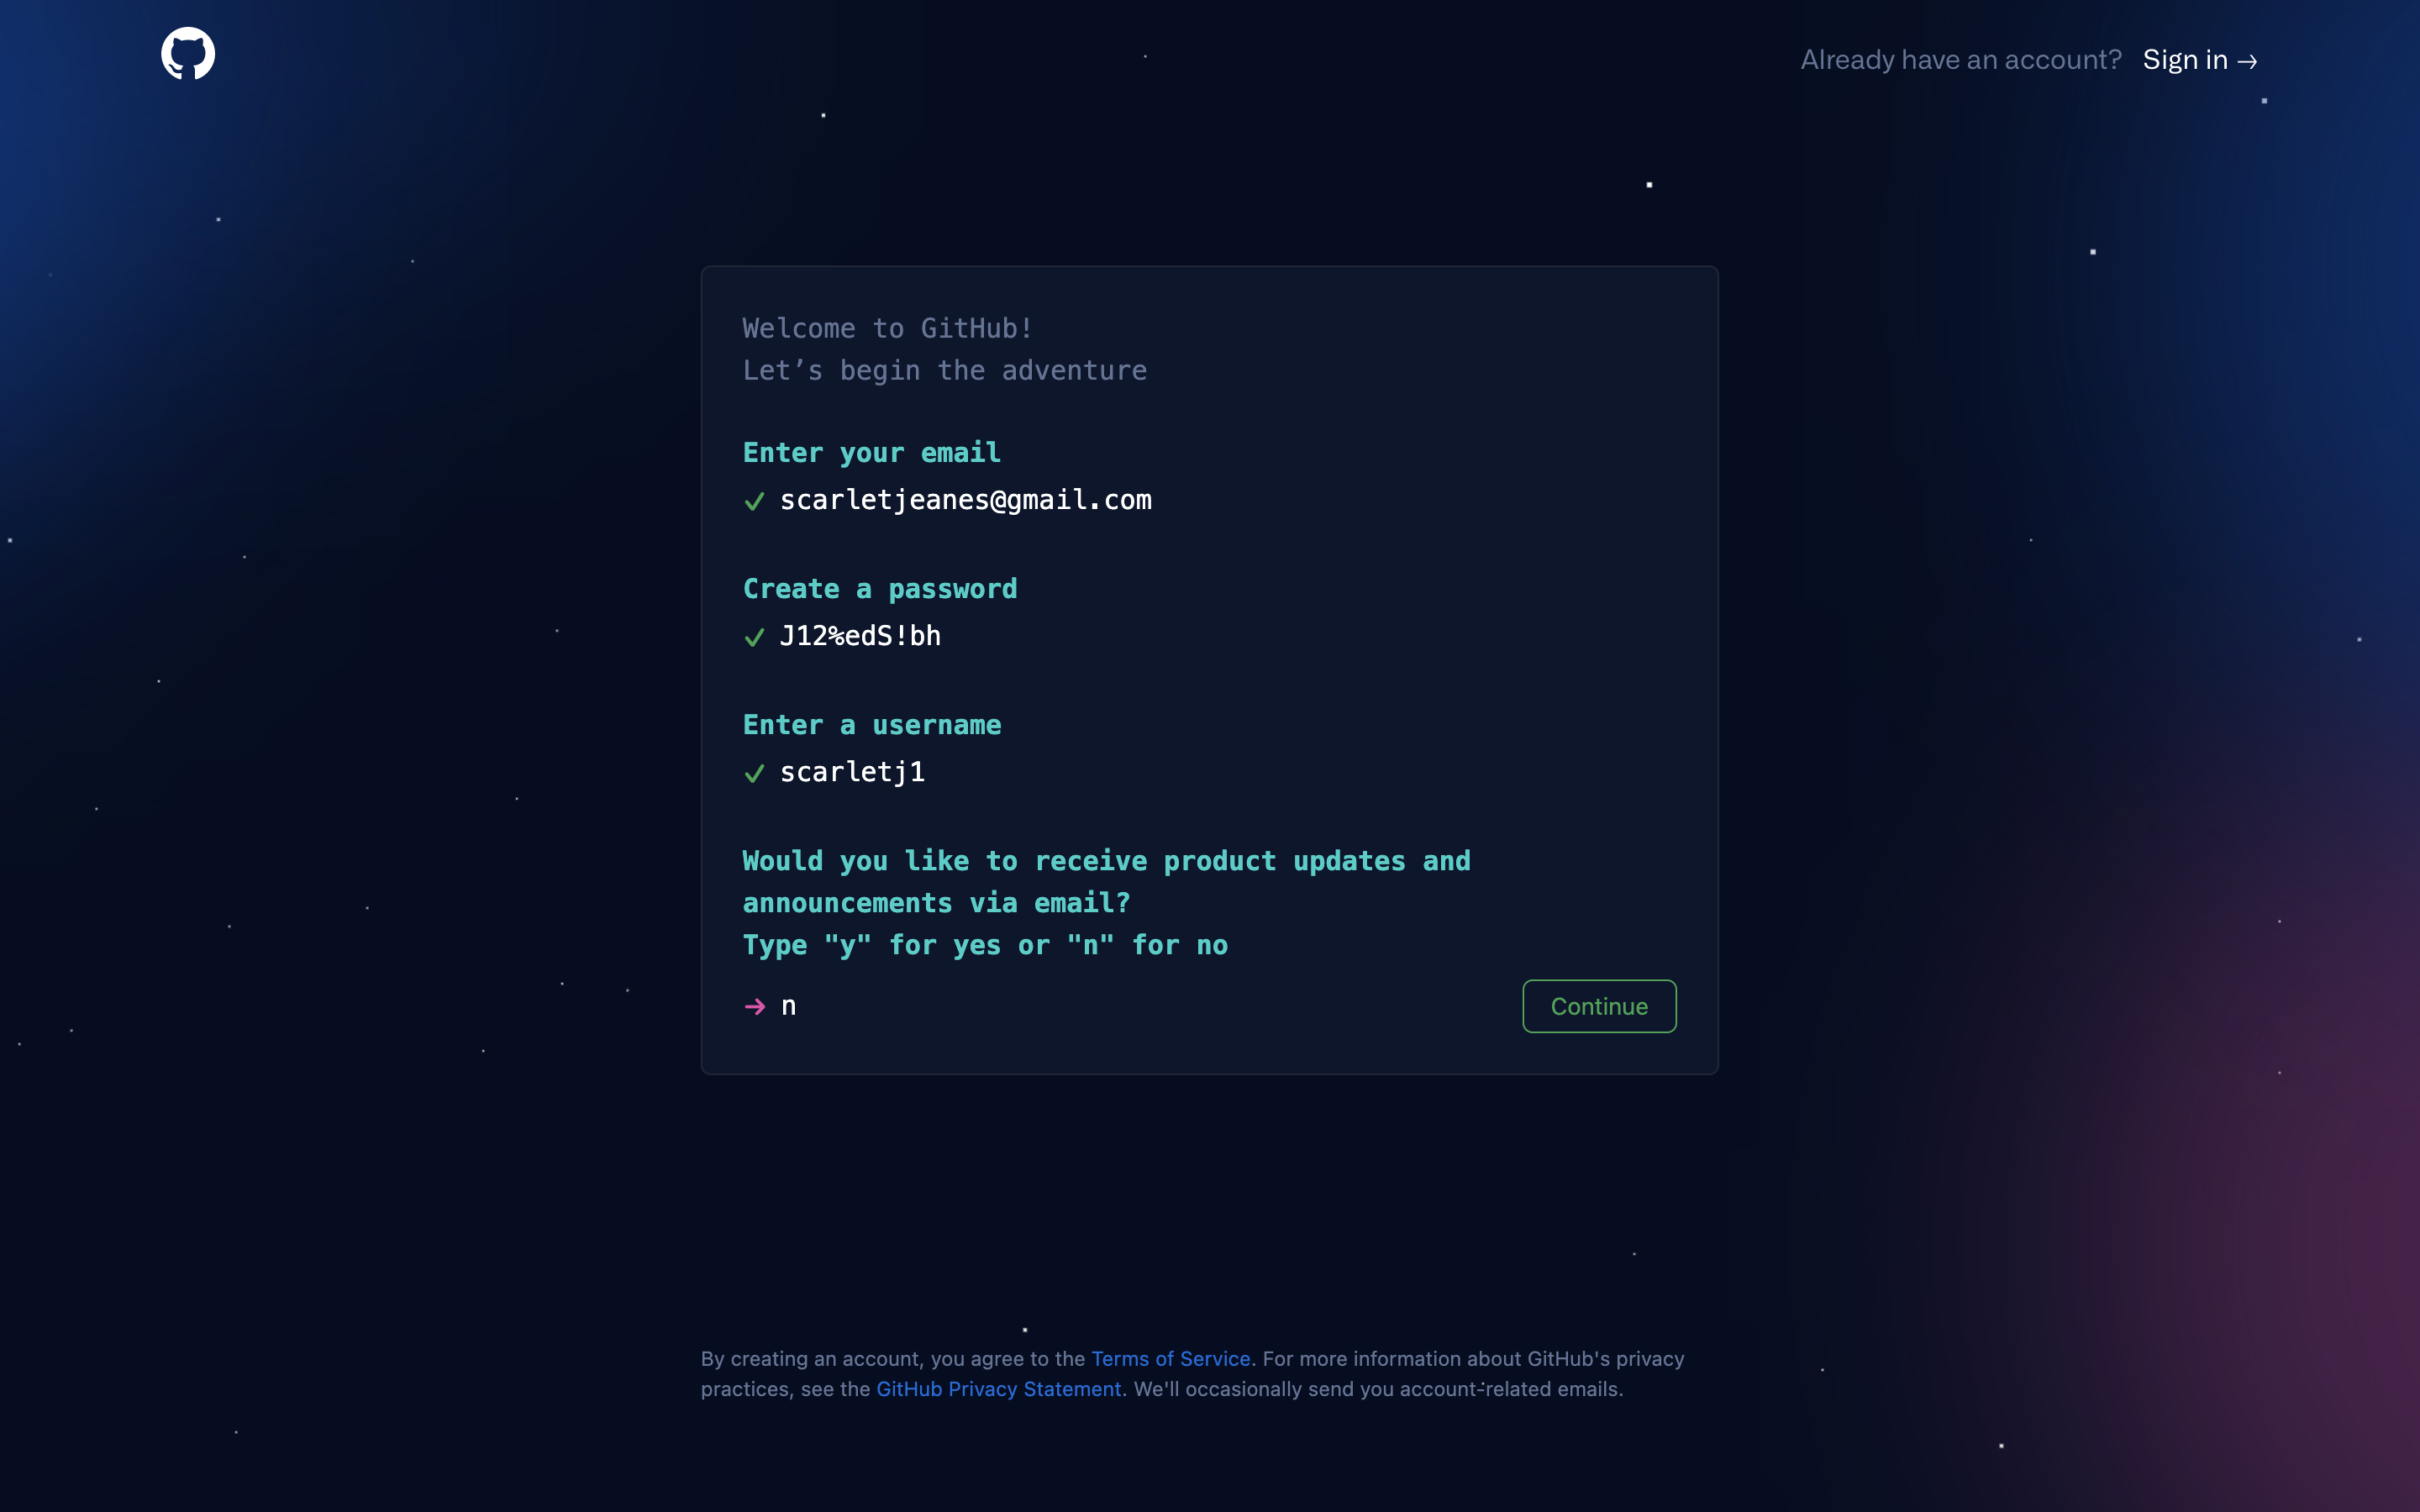 Already have an account? Sign in →
Welcome to GitHub!
Let’s begin the adventure
Enter your email
✓ scarletjeanes@gmail.com
Create a password
✓ J12%edS!bh
Enter a username
✓ scarletj1
Would you like to receive product updates and
announcements via email?
Type "y" for yes or "n" for no
→ n
Continue
By creating an account, you agree to the Terms of Service. For more information about GitHub's privacy
practices, see the GitHub Privacy Statement. We'll occasionally send you account-related emails.